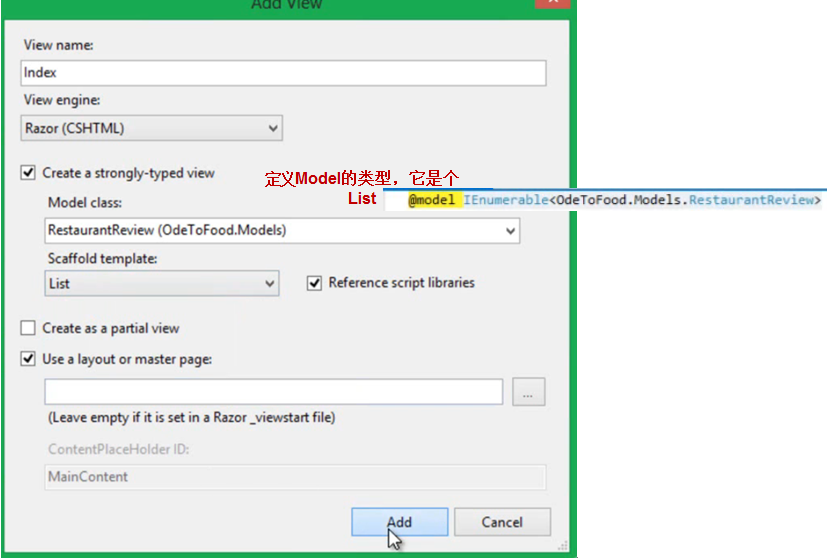 Add View
View name:
Index
View engine:
Razor (CSHTML)
Create a strongly-typed view
定义Model的类型，它是个
List
@model IEnumerable<OdeToFood.Models.RestaurantReview>
Model class:
RestaurantReview (OdeToFood.Models)
Scaffold template:
List
Reference script libraries
Create as a partial view
Use a layout or master page:
...
(Leave empty if it is set in a Razor _viewstart file)
ContentPlaceHolder ID:
MainContent
Add
Cancel